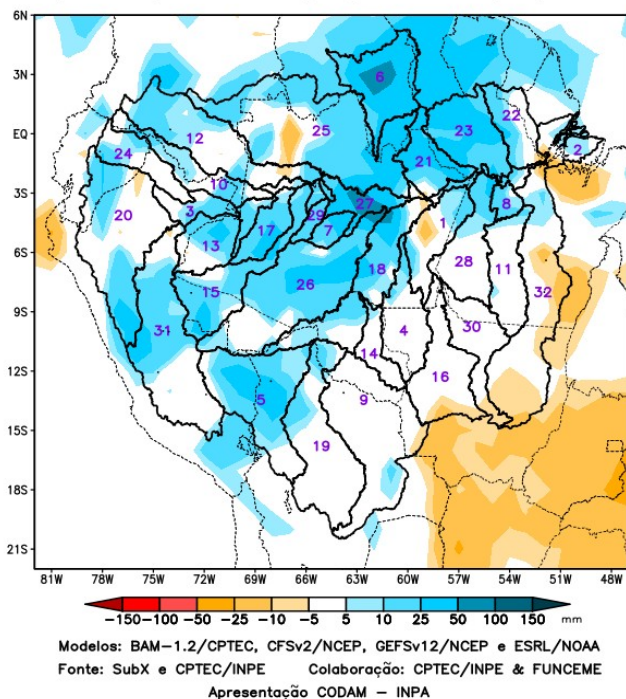 6N
3N
EQ
3S
6S
9S
12S
15S
18S
21S
6
12
25
23
22
24
21
2
10
20
3
27
8
29
13
17
7
1
18
28
11
15
26
32
31
4
30
14
16
5
9
19
81W 78W 75W 72W 69W 66W 63W 60W 57W 54W 51W 48W
-150 -100 -50 -25 -10 -5 5 10 25 50 100 150 mm
Modelos: BAM-1.2/CPTEC, CFSv2/NCEP, GEFSv12/NCEP e ESRL/NOAA
Fonte: SubX e CPTEC/INPE Colaboração: CPTEC/INPE & FUNCEME
Apresentação CODAM - INPA